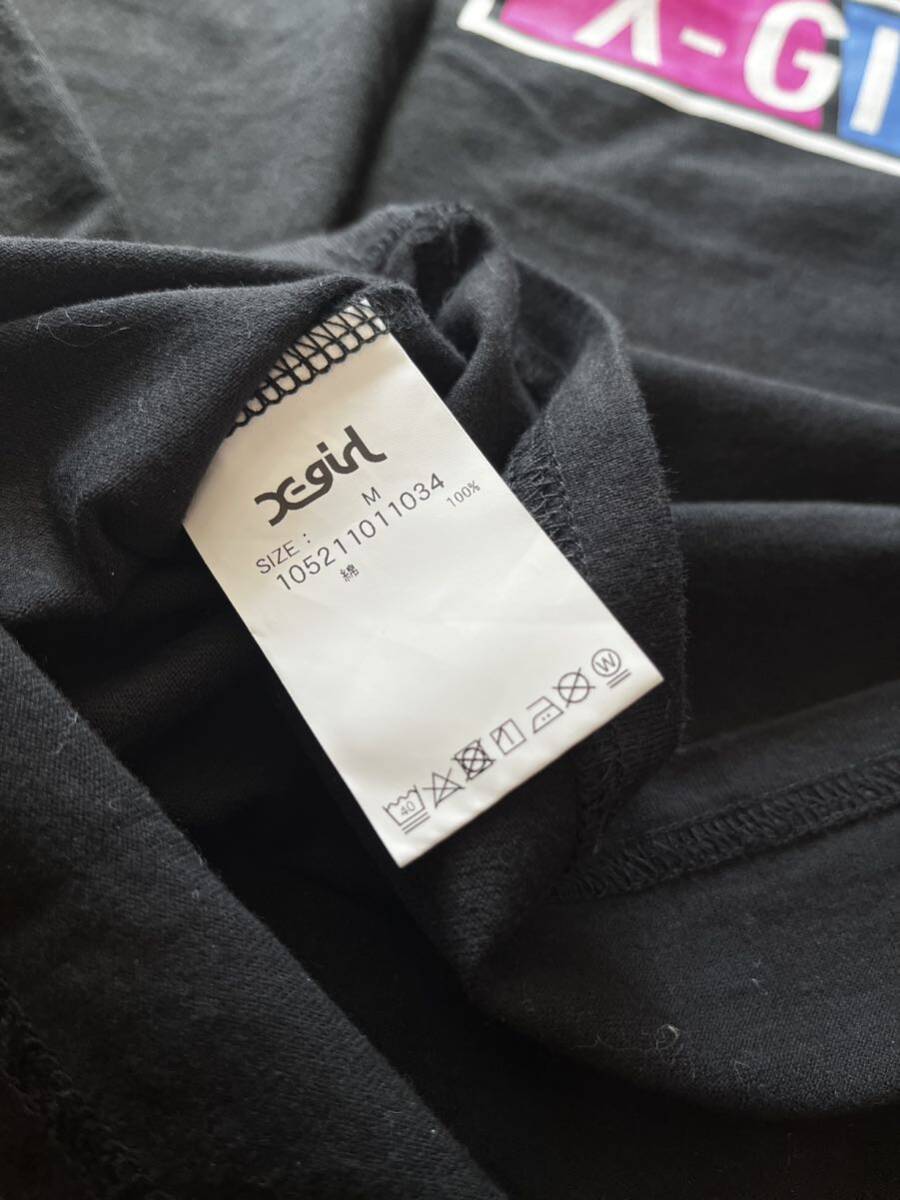 X-GI
X-girl
SIZE : M
105211011034
綿 100%
40
W